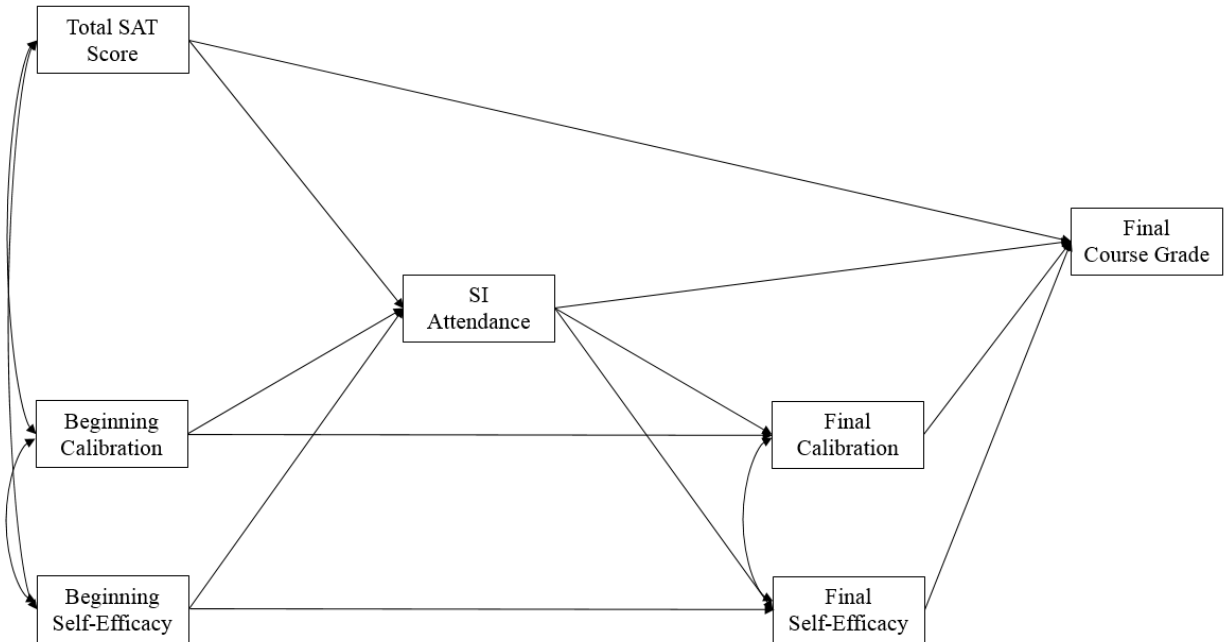 Total SAT
Score
Final
Course Grade
SI
Attendance
Beginning
Calibration
Final
Calibration
Beginning
Self-Efficacy
Final
Self-Efficacy